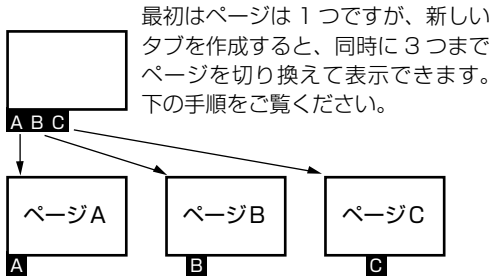 最初はページは 1 つですが、新しい
タブを作成すると、同時に 3 つまで
ページを切り換えて表示できます。
下の手順をご覧ください。
A B C
ページA
ページB
ページC
A
B
C